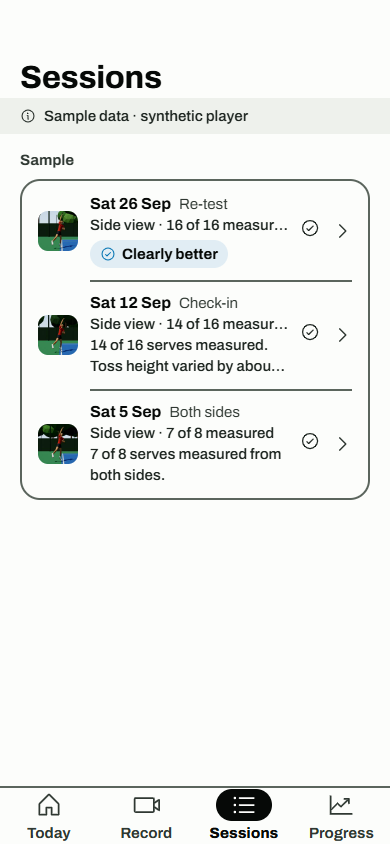 Sessions
Sample data · synthetic player
Sample
Sat 26 Sep Re-test
Side view · 16 of 16 measur...
Clearly better
Sat 12 Sep Check-in
Side view · 14 of 16 measur...
14 of 16 serves measured.
Toss height varied by abou...
Sat 5 Sep Both sides
Side view · 7 of 8 measured
7 of 8 serves measured from
both sides.
Today
Record
Sessions
Progress